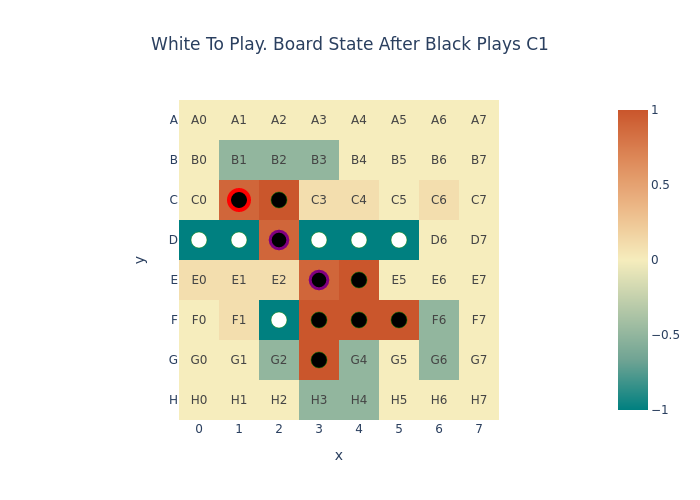 White To Play. Board State After Black Plays C1
A A0 A1 A2 A3 A4 A5 A6 A7
B B0 B1 B2 B3 B4 B5 B6 B7
C C0 C3 C4 C5 C6 C7
D D6 D7
E E0 E1 E2 E5 E6 E7
F F0 F1 F6 F7
G G0 G1 G2 G4 G5 G6 G7
H H0 H1 H2 H3 H4 H5 H6 H7
0 1 2 3 4 5 6 7
x
y
1
0.5
0
−0.5
−1